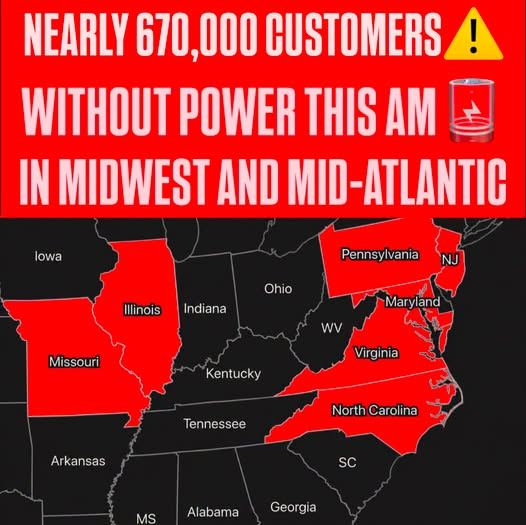 NEARLY 670,000 CUSTOMERS
WITHOUT POWER THIS AM
IN MIDWEST AND MID-ATLANTIC
Iowa
Pennsylvania
NJ
Ohio
Illinois
Indiana
Maryland
WV
Missouri
Virginia
Kentucky
North Carolina
Tennessee
Arkansas
SC
MS
Alabama
Georgia